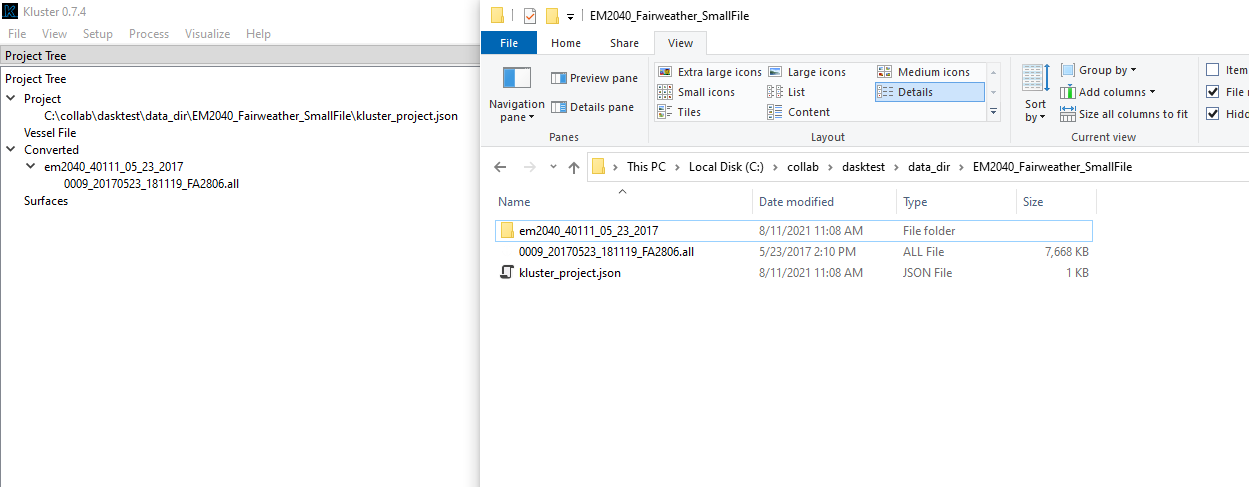 Kluster 0.7.4
File View Setup Process Visualize Help
Project Tree
Project Tree
Project
C:\collab\dasktest\data_dir\EM2040_Fairweather_SmallFile\kluster_project.json
Vessel File
Converted
em2040_40111_05_23_2017
0009_20170523_181119_FA2806.all
Surfaces
EM2040_Fairweather_SmallFile
File Home Share View
Navigation pane
Preview pane
Details pane
Panes
Extra large icons Large icons Medium icons
Small icons List Details
Tiles Content
Layout
Sort by
Group by
Add columns
Size all columns to fit
Current view
Item
File
Hidd
This PC Local Disk (C:) collab dasktest data_dir EM2040_Fairweather_SmallFile
Name Date modified Type Size
em2040_40111_05_23_2017 8/11/2021 11:08 AM File folder
0009_20170523_181119_FA2806.all 5/23/2017 2:10 PM ALL File 7,668 KB
kluster_project.json 8/11/2021 11:08 AM JSON File 1 KB